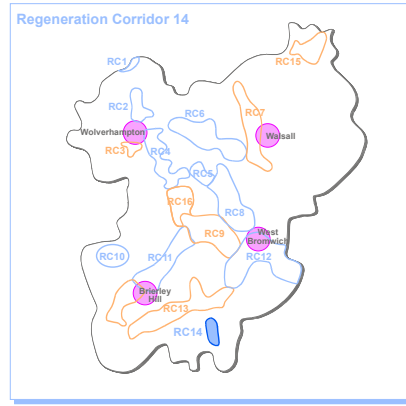 Regeneration Corridor 14
RC1
RC15
RC2
RC6
RC7
Wolverhampton
Walsall
RC3
RC4
RC5
RC16
RC8
RC9
West
Bromwich
RC10
RC11
RC12
Brierley
Hill
RC13
RC14